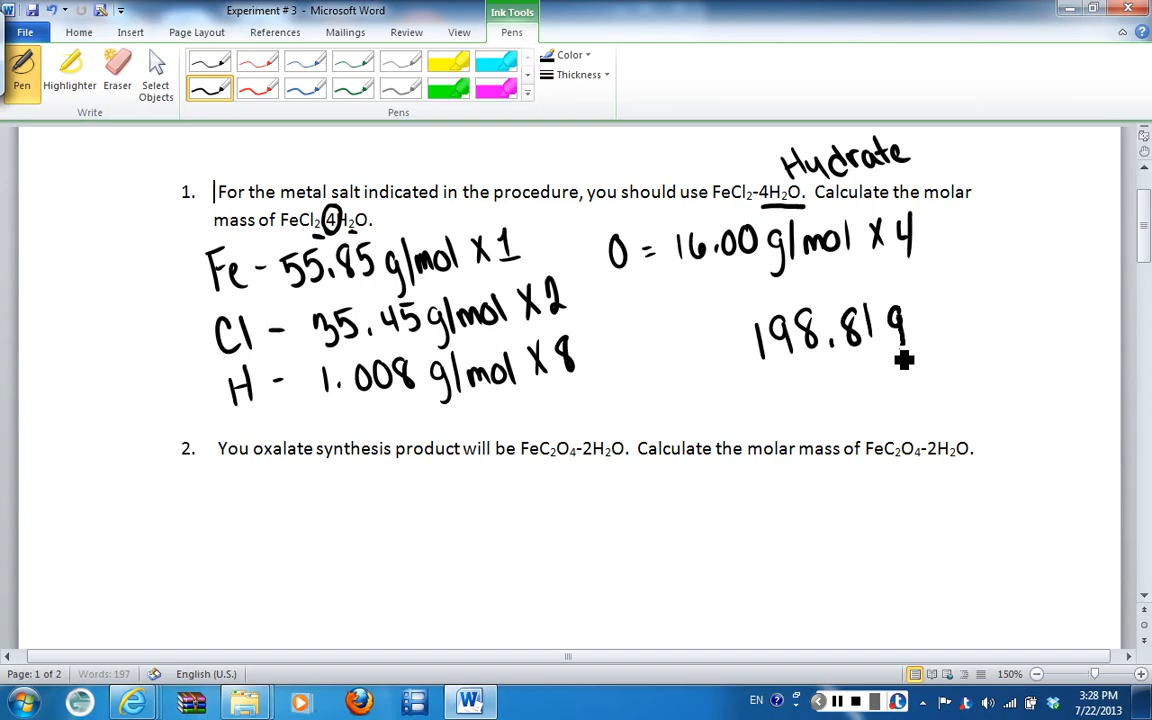 Experiment # 3 - Microsoft Word
Ink Tools
File Home Insert Page Layout References Mailings Review View Pens
Pen Highlighter Eraser Select Objects
Color
Thickness
Write
Pens
Hydrate
1. For the metal salt indicated in the procedure, you should use FeCl₂-4H₂O. Calculate the molar
mass of FeCl₂-4H₂O.
Fe - 55.85 g/mol X 1
O = 16.00 g/mol X 4
Cl - 35.45 g/mol X 2
198.81 g
H - 1.008 g/mol X 8
2. You oxalate synthesis product will be FeC₂O₄-2H₂O. Calculate the molar mass of FeC₂O₄-2H₂O.
Page: 1 of 2 Words: 197 English (U.S.) 150%
EN 3:28 PM
7/22/2013